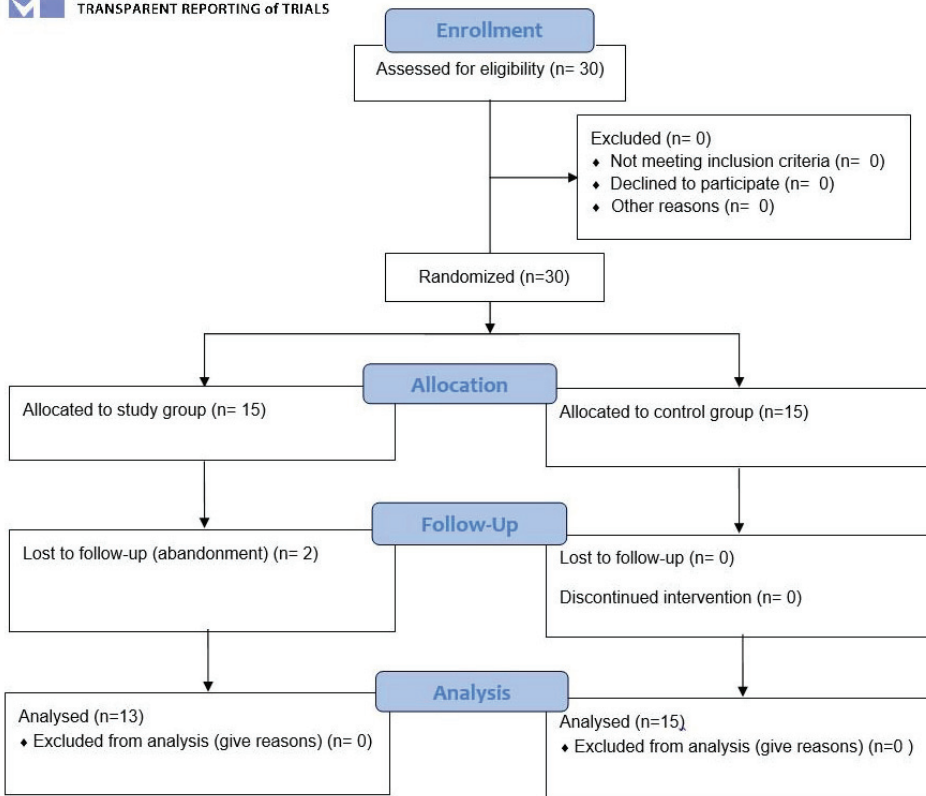 TRANSPARENT REPORTING of TRIALS
Enrollment
Assessed for eligibility (n= 30)
Excluded (n= 0)
♦ Not meeting inclusion criteria (n=  0)
♦ Declined to participate (n=  0)
♦ Other reasons (n=  0)
Randomized (n=30)
Allocation
Allocated to study group (n= 15)
Allocated to control group (n=15)
Follow-Up
Lost to follow-up (abandonment) (n= 2)
Lost to follow-up (n= 0)
Discontinued intervention (n= 0)
Analysis
Analysed (n=13)
♦ Excluded from analysis (give reasons) (n= 0)
Analysed (n=15)
♦ Excluded from analysis (give reasons) (n=0 )